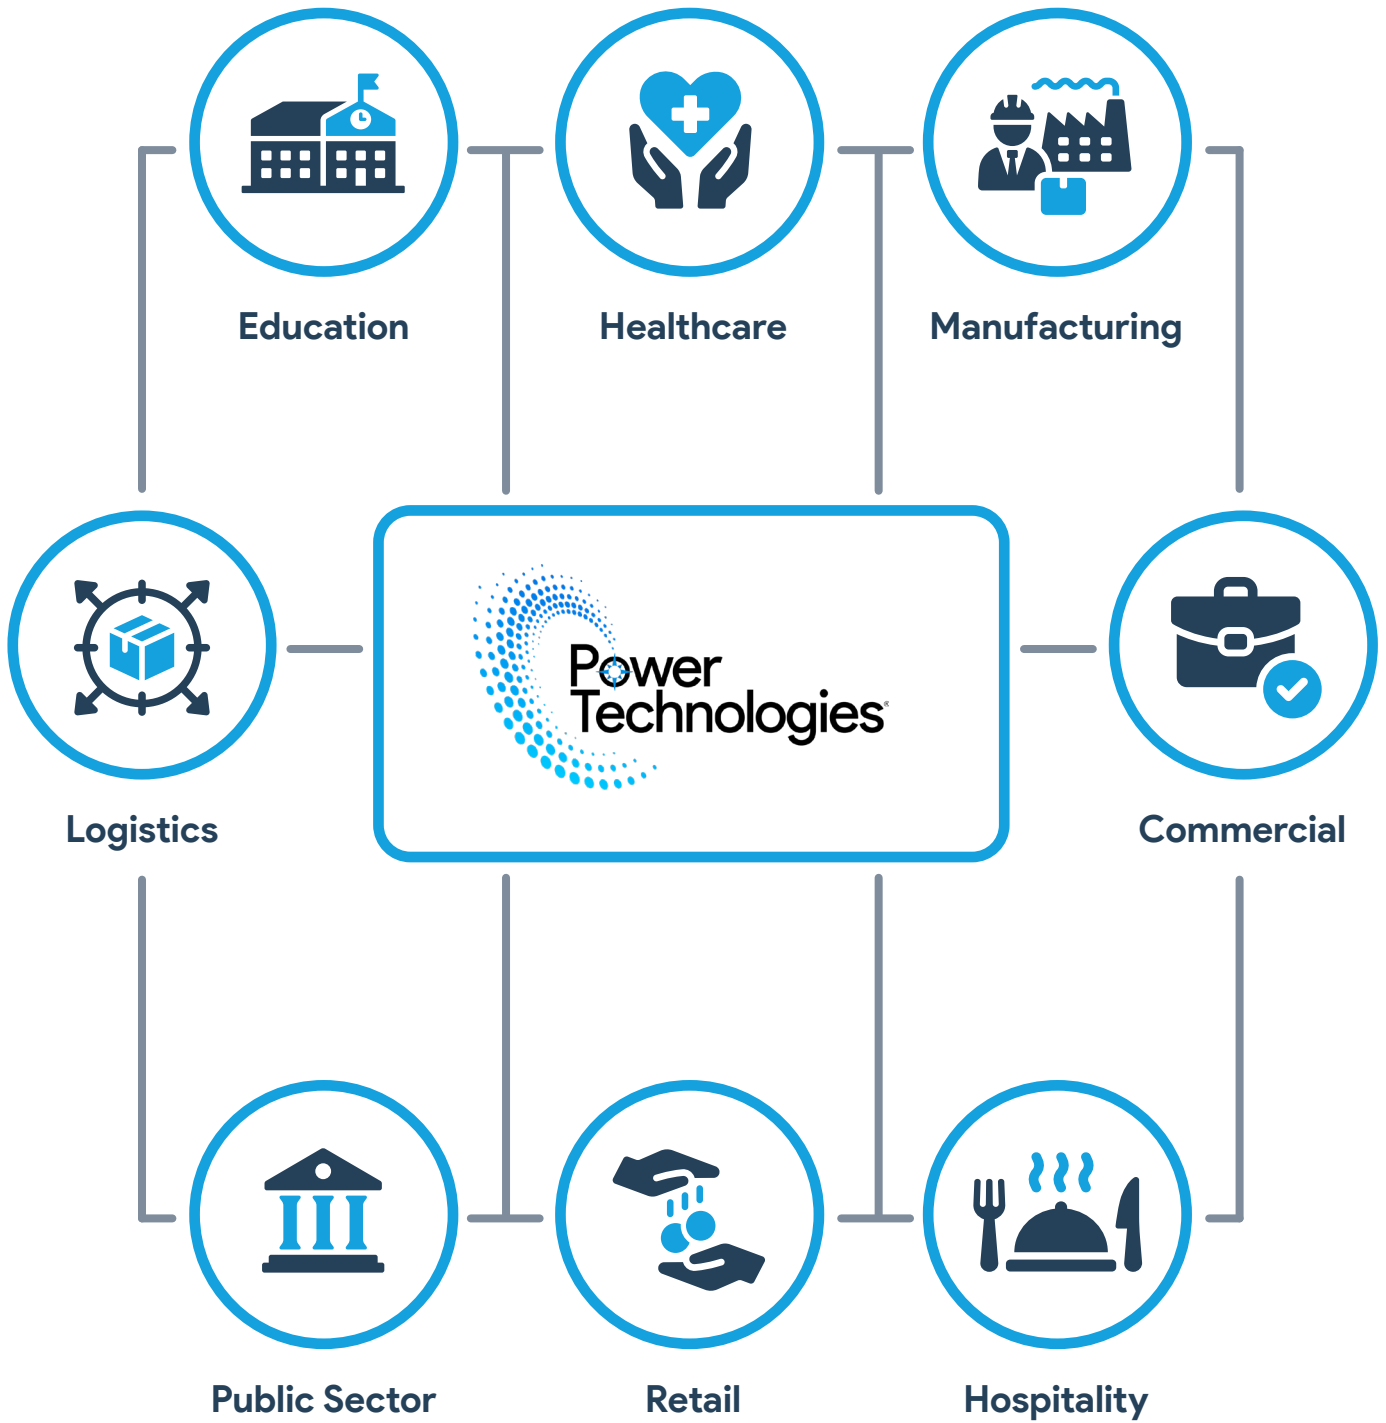 Education
Healthcare
Manufacturing
Power
Technologies
Logistics
Commercial
Public Sector
Retail
Hospitality